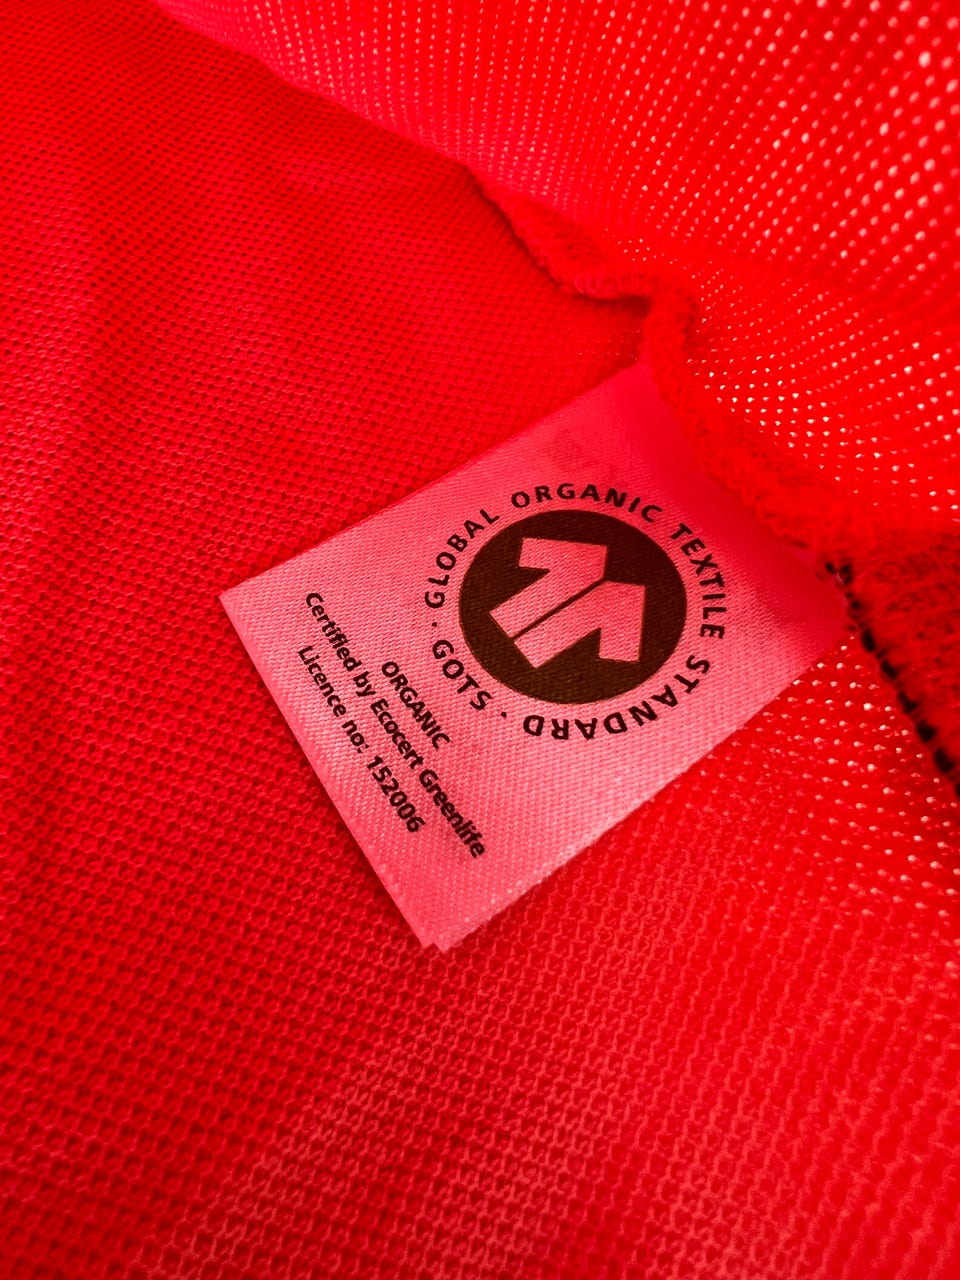 GLOBAL ORGANIC TEXTILE STANDARD · GOTS ·
ORGANIC
Certified by Ecocert Greenlife
Licence no: 152006